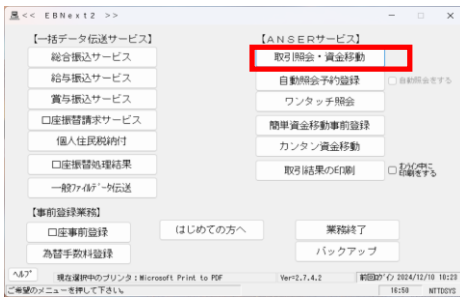 << EBNext2 >>
【一括データ伝送サービス】
総合振込サービス
給与振込サービス
賞与振込サービス
口座振替請求サービス
個人住民税納付
口座振替処理結果
一般ﾌｧｲﾙﾃﾞｰﾀ伝送
【ANSERサービス】
取引照会・資金移動
自動照会予約登録
自動照会をする
ワンタッチ照会
簡単資金移動事前登録
カンタン資金移動
取引結果の印刷
ｵﾝﾗｲﾝ中に
印刷をする
【事前登録業務】
口座事前登録
為替手数料登録
はじめての方へ
業務終了
バックアップ
ヘルプ
現在選択中のプリンタ：Microsoft Print to PDF
Ver=2.7.4.2
前回ﾛｸﾞｲﾝ 2024/12/10 10:23
ご希望のメニューを押して下さい。
16:50
NTTDSYS